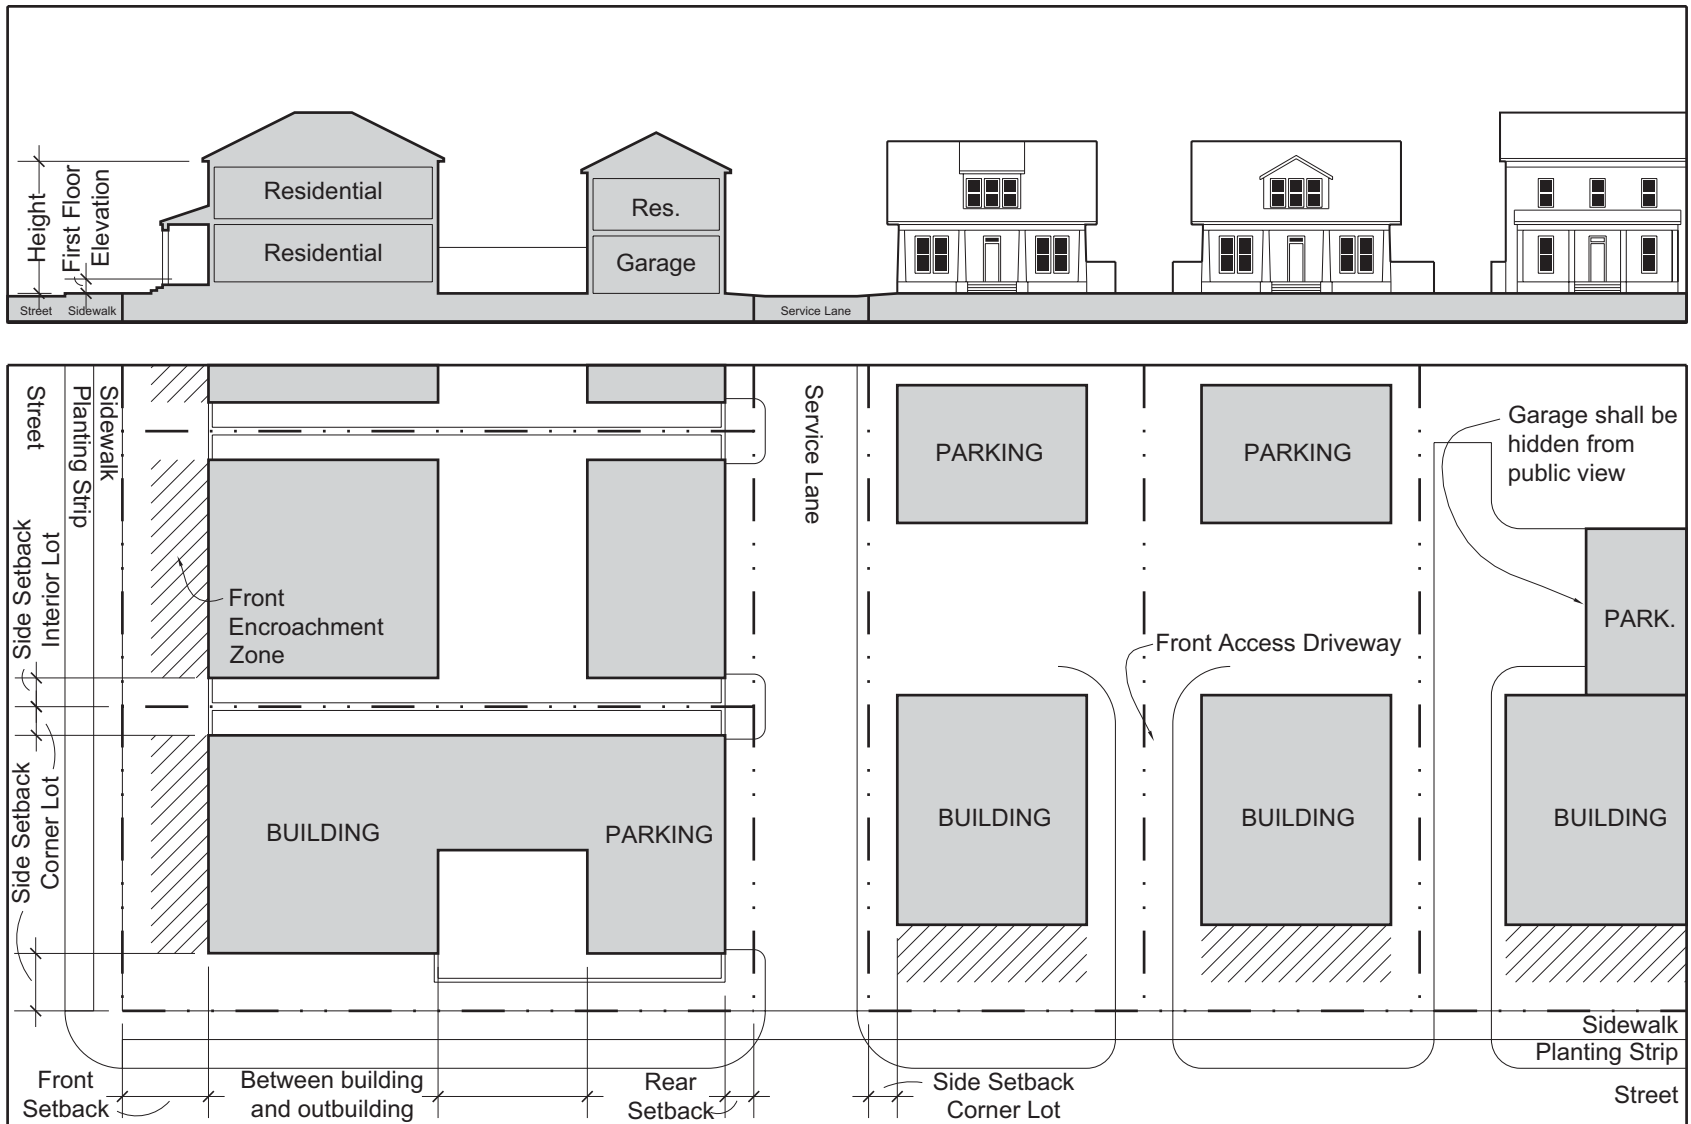 Height
First Floor
Elevation
Residential
Residential
Res.
Garage
Street
Sidewalk
Service Lane
Street
Planting Strip
Sidewalk
Service Lane
PARKING
PARKING
Garage shall be
hidden from
public view
Side Setback
Interior Lot
Front
Encroachment
Zone
PARK.
Front Access Driveway
Side Setback
Corner Lot
BUILDING
PARKING
BUILDING
BUILDING
BUILDING
Sidewalk
Planting Strip
Street
Front
Setback
Between building
and outbuilding
Rear
Setback
Side Setback
Corner Lot